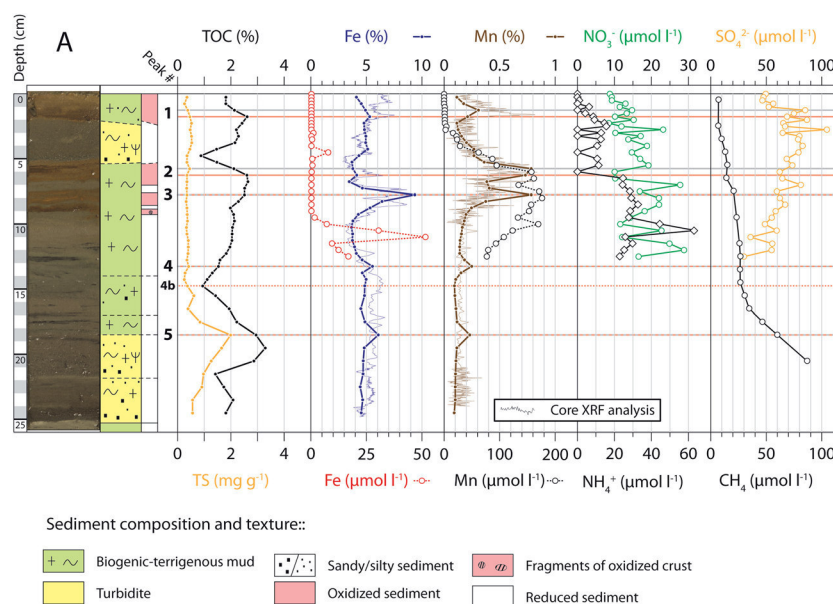 A
Depth (cm)
Peak #
TOC (%)
Fe (%)
Mn (%)
NO₃⁻ (µmol l⁻¹)
SO₄²⁻ (µmol l⁻¹)
0 1 2 3 4
0 5 10
0 0.5 1
0 10 20 30
0 50 100
0
5
10
15
20
25
1
2
3
4
4b
5
Core XRF analysis
0 2 4 6 8
0 25 50
0 100 200
0 20 40 60
0 50 100
TS (mg g⁻¹)
Fe (µmol l⁻¹)
Mn (µmol l⁻¹)
NH₄⁺ (µmol l⁻¹)
CH₄ (µmol l⁻¹)
Sediment composition and texture::
Biogenic-terrigenous mud
Sandy/silty sediment
Fragments of oxidized crust
Turbidite
Oxidized sediment
Reduced sediment